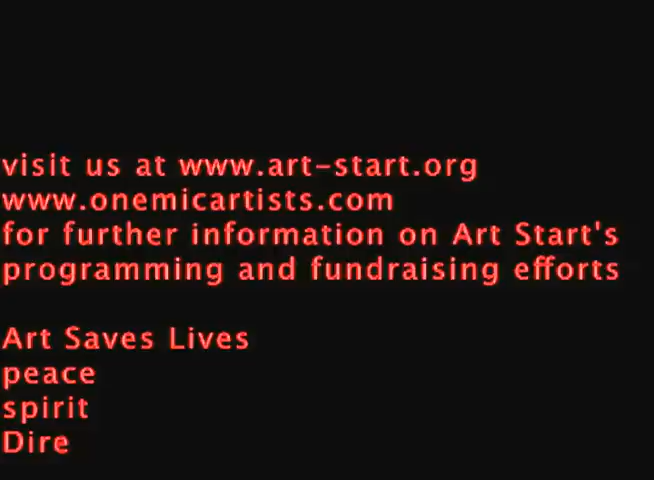 visit us at www.art-start.org
www.onemicartists.com
for further information on Art Start's
programming and fundraising efforts
Art Saves Lives
peace
spirit
Dire